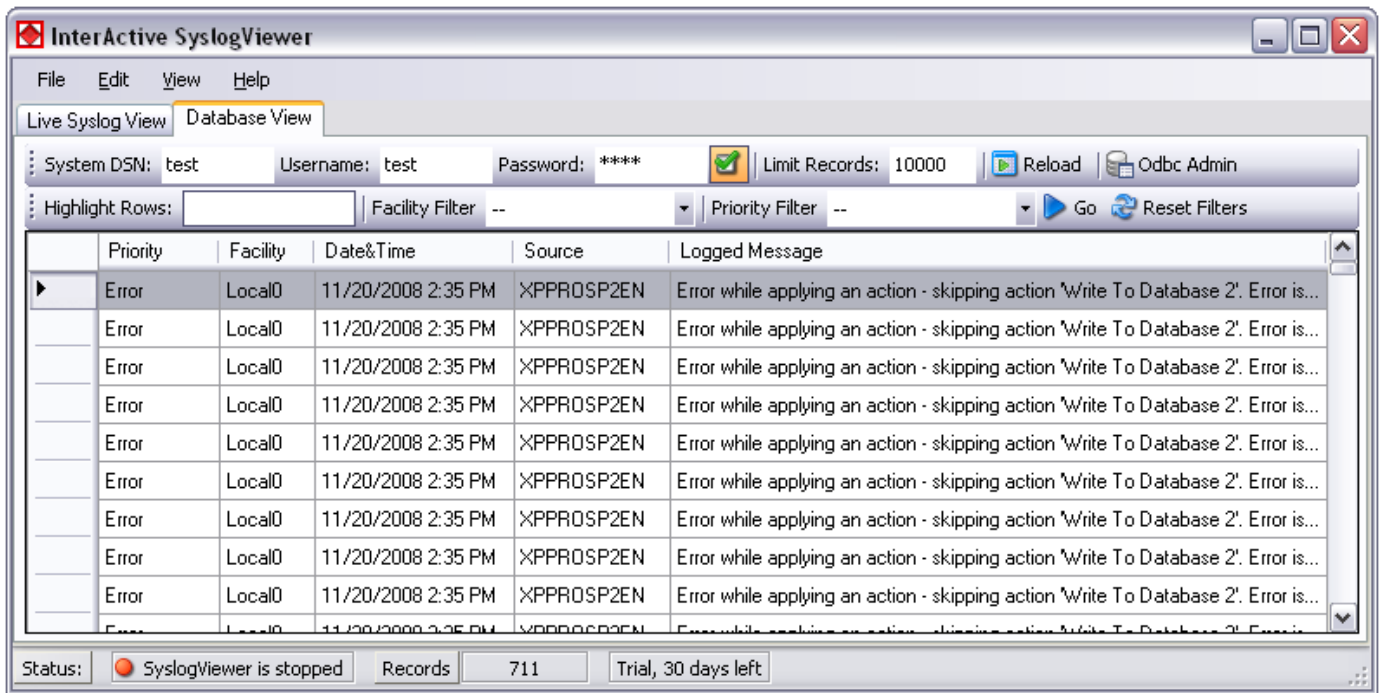 InterActive SyslogViewer
File Edit View Help
Live Syslog View Database View
System DSN: test Username: test Password: **** Limit Records: 10000 Reload Odbc Admin
Highlight Rows: Facility Filter -- Priority Filter -- Go Reset Filters
Priority Facility Date&Time Source Logged Message
Error Local0 11/20/2008 2:35 PM XPPROSP2EN Error while applying an action - skipping action 'Write To Database 2'. Error is...
Error Local0 11/20/2008 2:35 PM XPPROSP2EN Error while applying an action - skipping action 'Write To Database 2'. Error is...
Error Local0 11/20/2008 2:35 PM XPPROSP2EN Error while applying an action - skipping action 'Write To Database 2'. Error is...
Error Local0 11/20/2008 2:35 PM XPPROSP2EN Error while applying an action - skipping action 'Write To Database 2'. Error is...
Error Local0 11/20/2008 2:35 PM XPPROSP2EN Error while applying an action - skipping action 'Write To Database 2'. Error is...
Error Local0 11/20/2008 2:35 PM XPPROSP2EN Error while applying an action - skipping action 'Write To Database 2'. Error is...
Error Local0 11/20/2008 2:35 PM XPPROSP2EN Error while applying an action - skipping action 'Write To Database 2'. Error is...
Error Local0 11/20/2008 2:35 PM XPPROSP2EN Error while applying an action - skipping action 'Write To Database 2'. Error is...
Error Local0 11/20/2008 2:35 PM XPPROSP2EN Error while applying an action - skipping action 'Write To Database 2'. Error is...
Status: SyslogViewer is stopped Records 711 Trial, 30 days left